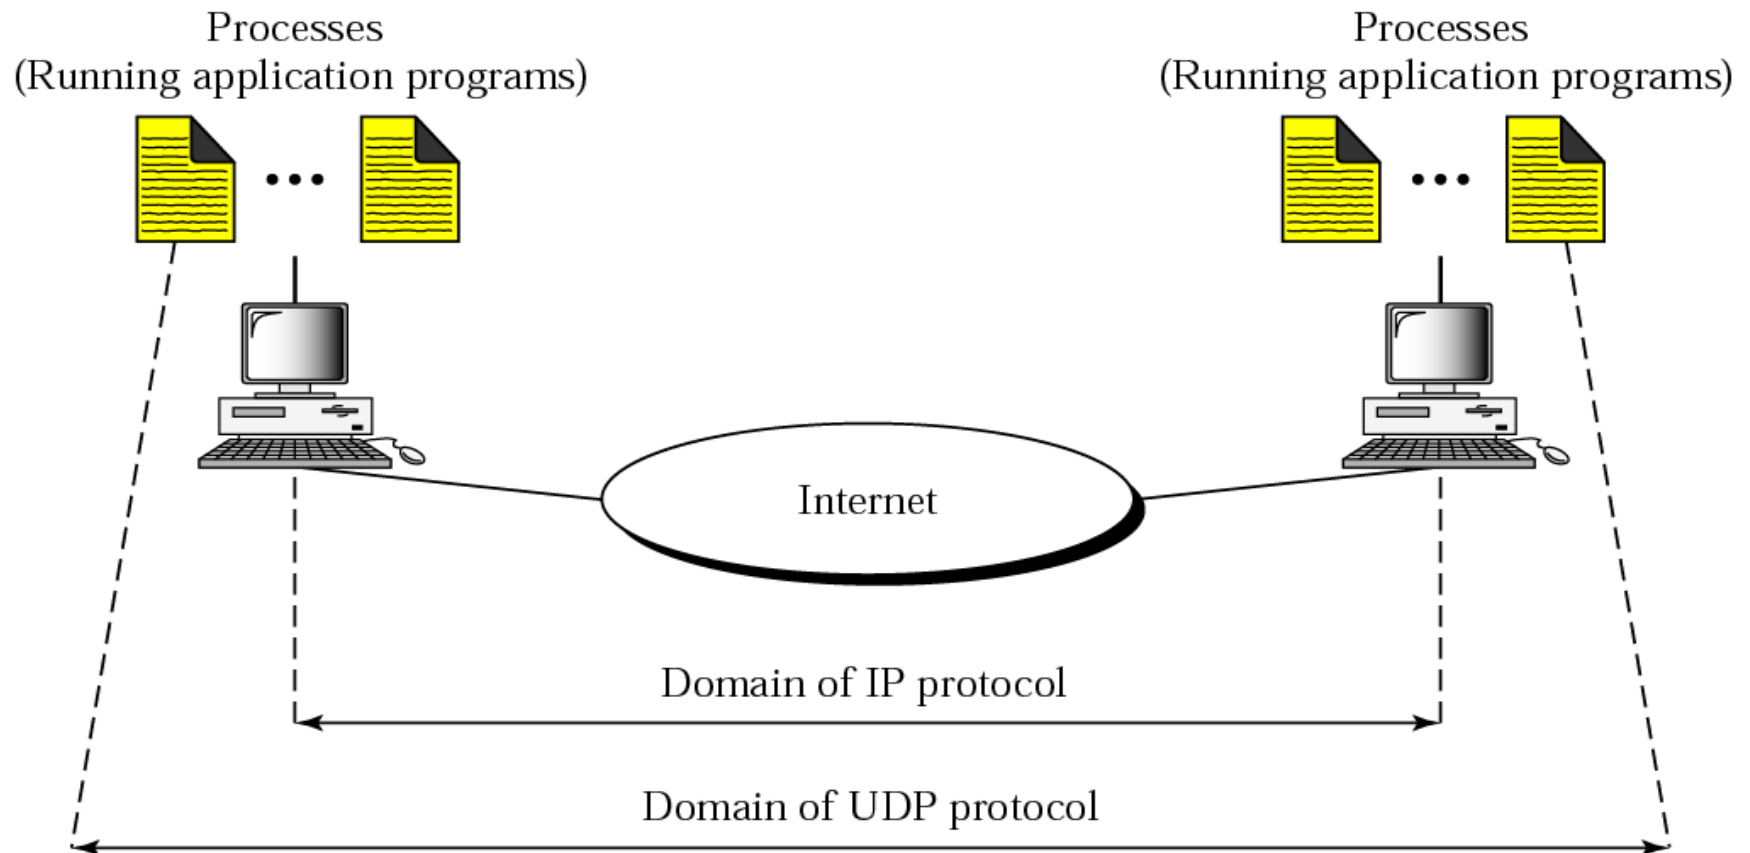 Processes
(Running application programs)
Processes
(Running application programs)
Internet
Domain of IP protocol
Domain of UDP protocol